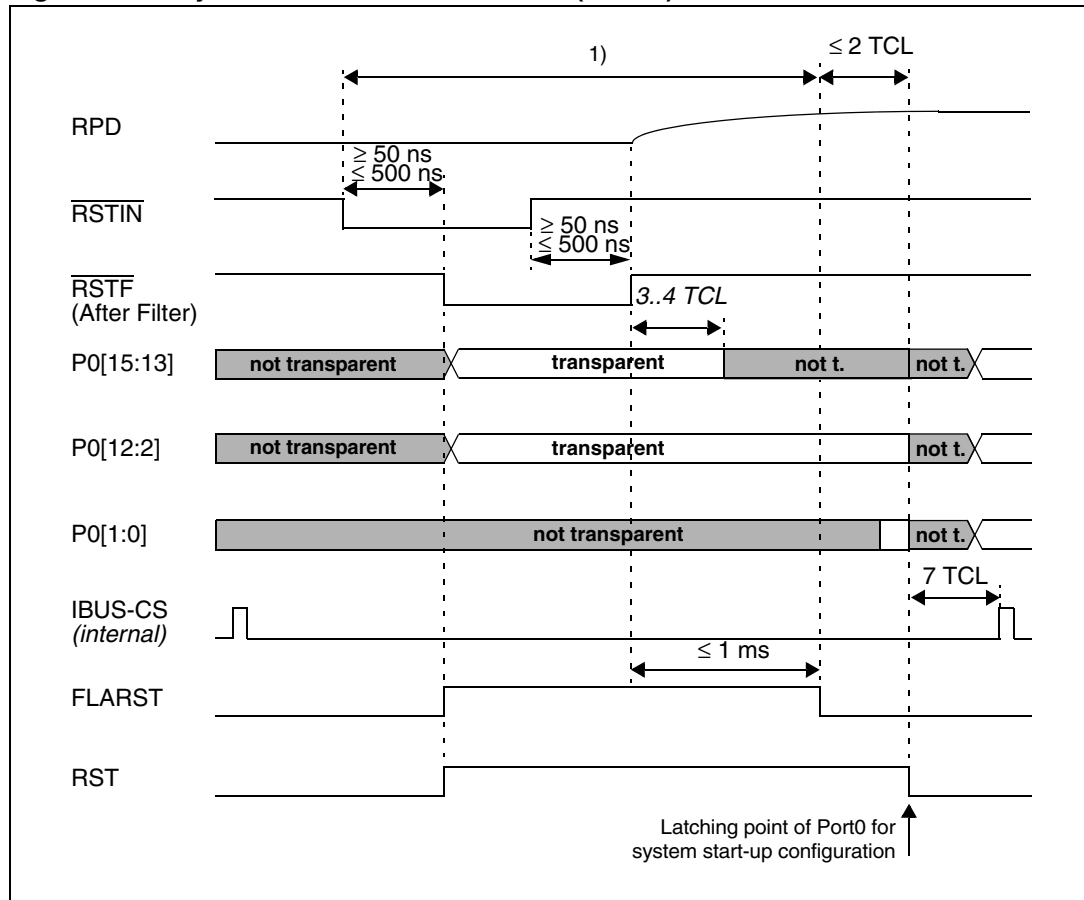 1)
≤ 2 TCL
RPD
≥ 50 ns
≤ 500 ns
RSTIN
≥ 50 ns
≤ 500 ns
RSTF
(After Filter)
3..4 TCL
P0[15:13]
not transparent
transparent
not t.
not t.
P0[12:2]
not transparent
transparent
not t.
P0[1:0]
not transparent
not t.
7 TCL
IBUS-CS
(internal)
≤ 1 ms
FLARST
RST
Latching point of Port0 for
system start-up configuration